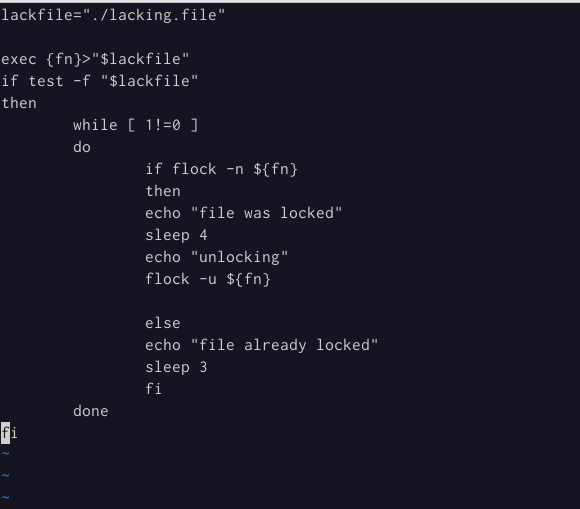 lackfile="./lacking.file"

exec {fn}>"$lackfile"
if test -f "$lackfile"
then
        while [ 1!=0 ]
        do
                if flock -n ${fn}
                then
                echo "file was locked"
                sleep 4
                echo "unlocking"
                flock -u ${fn}

                else
                echo "file already locked"
                sleep 3
                fi
        done
fi
~
~
~